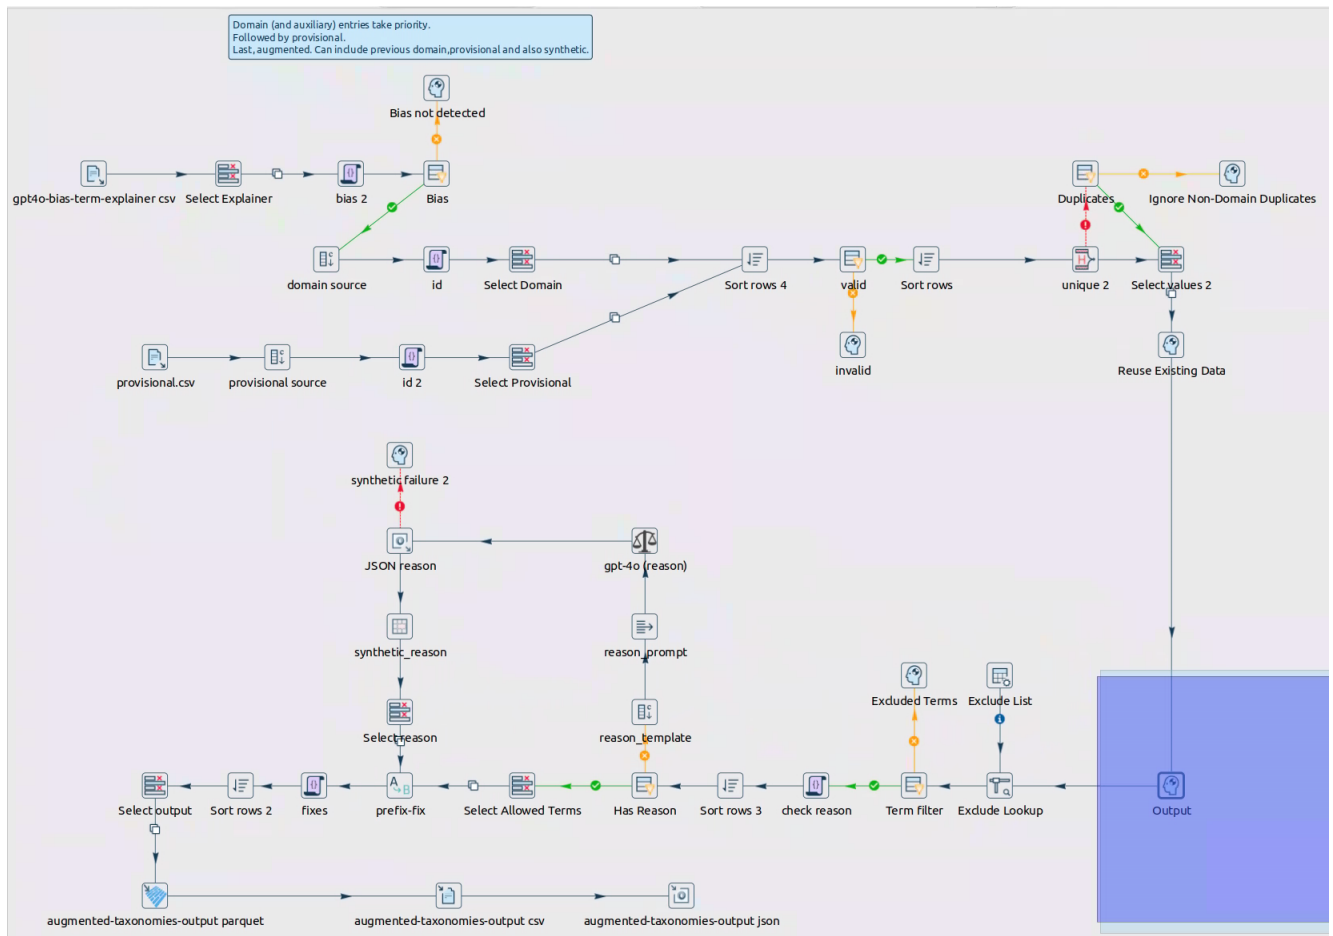 Domain (and auxiliary) entries take priority.
Followed by provisional.
Last, augmented. Can include previous domain,provisional and also synthetic.
Bias not detected
gpt4o-bias-term-explainer csv
Select Explainer
bias 2
Bias
Duplicates
Ignore Non-Domain Duplicates
domain source
id
Select Domain
Sort rows 4
valid
Sort rows
unique 2
Select values 2
provisional.csv
provisional source
id 2
Select Provisional
invalid
Reuse Existing Data
synthetic failure 2
JSON reason
gpt-4o (reason)
synthetic_reason
reason_prompt
Select reason
reason_template
Excluded Terms
Exclude List
Select output
Sort rows 2
fixes
prefix-fix
Select Allowed Terms
Has Reason
Sort rows 3
check reason
Term filter
Exclude Lookup
Output
augmented-taxonomies-output parquet
augmented-taxonomies-output csv
augmented-taxonomies-output json